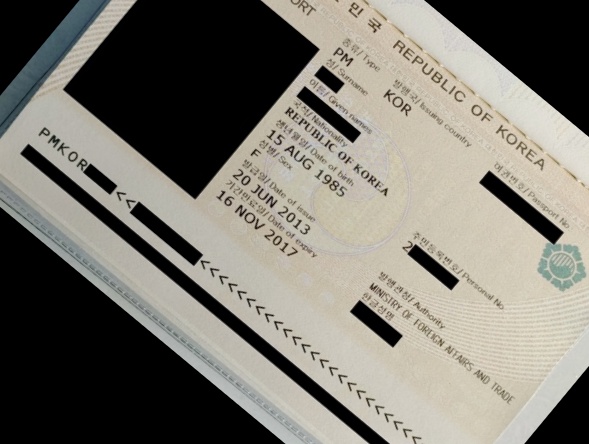 PORT
민국 REPUBLIC OF KOREA
종류/Type
PM
발행국/Issuing country
KOR
여권번호/Passport No.
성/Surname
이름/Given names
국적/Nationality
REPUBLIC OF KOREA
생년월일/Date of birth
15 AUG 1985
성별/Sex
F
주민등록번호/Personal No.
2
발급일/Date of issue
20 JUN 2013
발행관청/Authority
MINISTRY OF FOREIGN AFFAIRS AND TRADE
기간만료일/Date of expiry
16 NOV 2017
한글성명
PMKOR
<<
<<<<<<<<<<<<<<<<<<<<<<